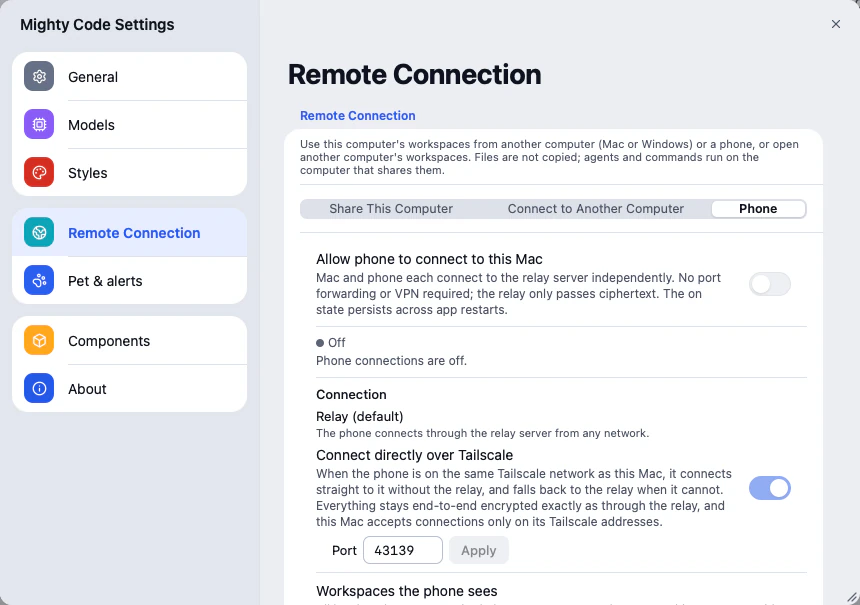 Mighty Code Settings
General
Models
Styles
Remote Connection
Pet & alerts
Components
About
Remote Connection
Remote Connection
Use this computer's workspaces from another computer (Mac or Windows) or a phone, or open
another computer's workspaces. Files are not copied; agents and commands run on the
computer that shares them.
Share This Computer
Connect to Another Computer
Phone
Allow phone to connect to this Mac
Mac and phone each connect to the relay server independently. No port
forwarding or VPN required; the relay only passes ciphertext. The on
state persists across app restarts.
Off
Phone connections are off.
Connection
Relay (default)
The phone connects through the relay server from any network.
Connect directly over Tailscale
When the phone is on the same Tailscale network as this Mac, it connects
straight to it without the relay, and falls back to the relay when it cannot.
Everything stays end-to-end encrypted exactly as through the relay, and
this Mac accepts connections only on its Tailscale addresses.
Port 43139 Apply
Workspaces the phone sees